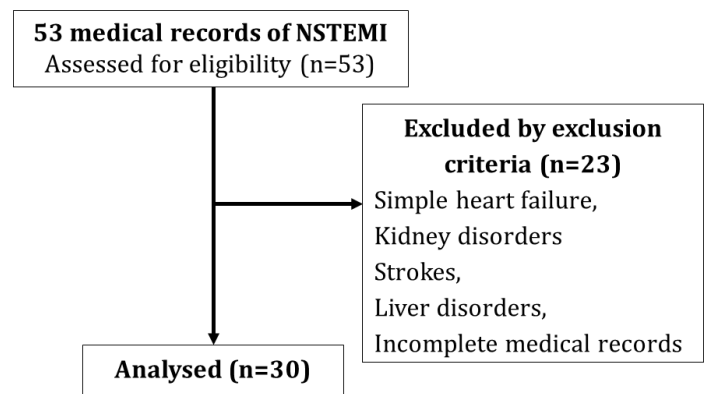 53 medical records of NSTEMI
Assessed for eligibility (n=53)
Excluded by exclusion
criteria (n=23)
Simple heart failure,
Kidney disorders
Strokes,
Liver disorders,
Incomplete medical records
Analysed (n=30)